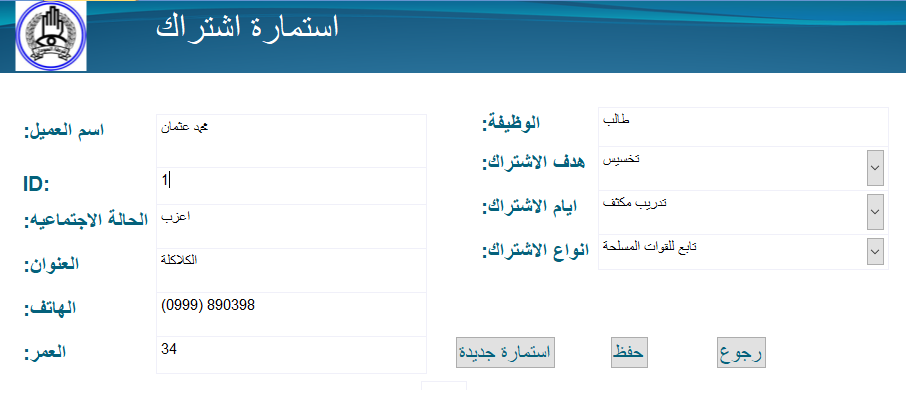 استمارة اشتراك
اسم العميل: محمد عثمان
ID: 1
الحالة الاجتماعيه: اعزب
العنوان: الكلاكلة
الهاتف: (0999) 890398
العمر: 34
الوظيفة: طالب
هدف الاشتراك: تخسيس
ايام الاشتراك: تدريب مكثف
انواع الاشتراك: تابع للقوات المسلحة
استمارة جديدة
حفظ
رجوع